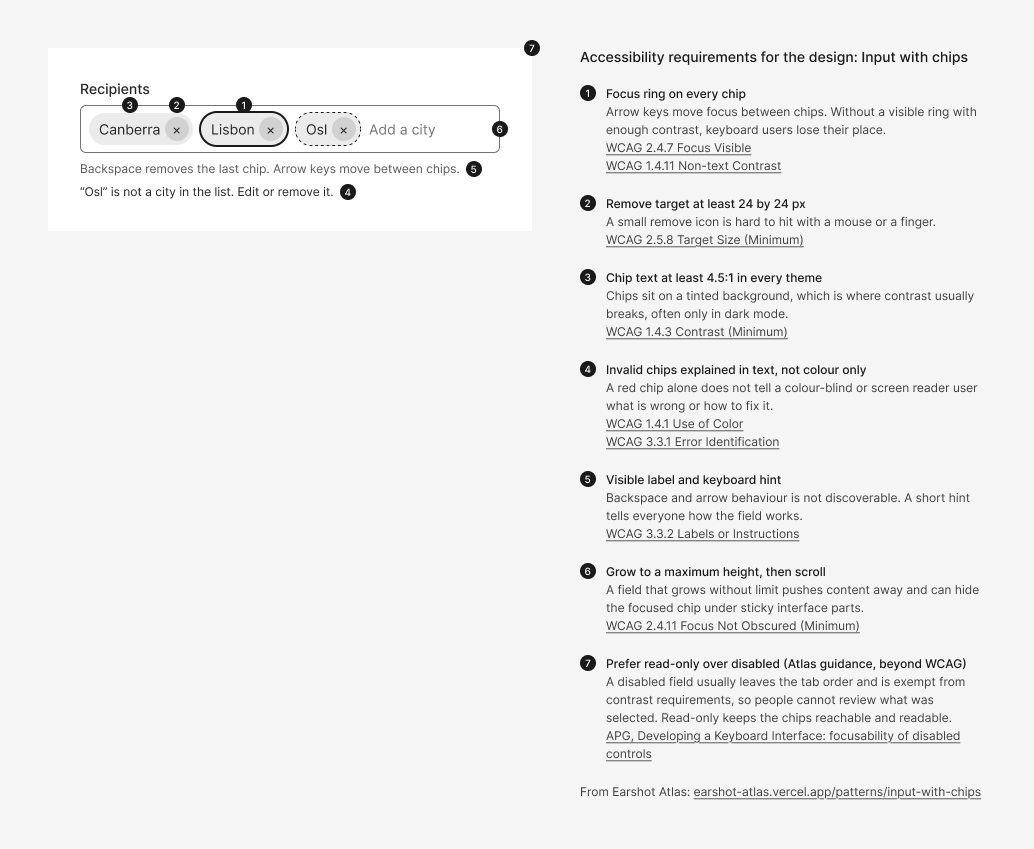 7
Recipients
3 2 1
Canberra × Lisbon × Osl × Add a city 6
Backspace removes the last chip. Arrow keys move between chips. 5
“Osl” is not a city in the list. Edit or remove it. 4
Accessibility requirements for the design: Input with chips
1 Focus ring on every chip
Arrow keys move focus between chips. Without a visible ring with
enough contrast, keyboard users lose their place.
WCAG 2.4.7 Focus Visible
WCAG 1.4.11 Non-text Contrast
2 Remove target at least 24 by 24 px
A small remove icon is hard to hit with a mouse or a finger.
WCAG 2.5.8 Target Size (Minimum)
3 Chip text at least 4.5:1 in every theme
Chips sit on a tinted background, which is where contrast usually
breaks, often only in dark mode.
WCAG 1.4.3 Contrast (Minimum)
4 Invalid chips explained in text, not colour only
A red chip alone does not tell a colour-blind or screen reader user
what is wrong or how to fix it.
WCAG 1.4.1 Use of Color
WCAG 3.3.1 Error Identification
5 Visible label and keyboard hint
Backspace and arrow behaviour is not discoverable. A short hint
tells everyone how the field works.
WCAG 3.3.2 Labels or Instructions
6 Grow to a maximum height, then scroll
A field that grows without limit pushes content away and can hide
the focused chip under sticky interface parts.
WCAG 2.4.11 Focus Not Obscured (Minimum)
7 Prefer read-only over disabled (Atlas guidance, beyond WCAG)
A disabled field usually leaves the tab order and is exempt from
contrast requirements, so people cannot review what was
selected. Read-only keeps the chips reachable and readable.
APG, Developing a Keyboard Interface: focusability of disabled
controls
From Earshot Atlas: earshot-atlas.vercel.app/patterns/input-with-chips